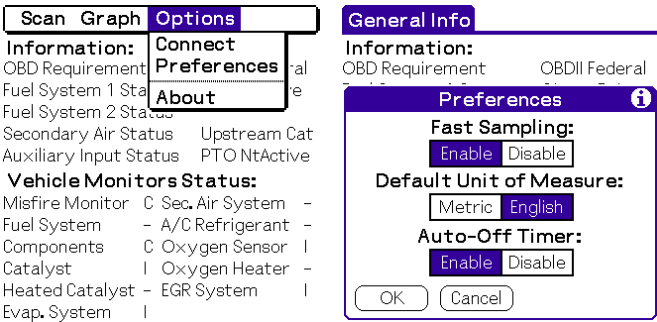 Scan Graph Options
Connect
Preferences
About
Information:
OBD Requirement al
Fuel System 1 Sta e
Fuel System 2 Status
Secondary Air Status Upstream Cat
Auxiliary Input Status PTO NtActive
Vehicle Monitors Status:
Misfire Monitor C Sec. Air System -
Fuel System - A/C Refrigerant -
Components C Oxygen Sensor I
Catalyst I Oxygen Heater -
Heated Catalyst - EGR System I
Evap. System I
General Info
Information:
OBD Requirement OBDII Federal
Preferences
Fast Sampling:
Enable Disable
Default Unit of Measure:
Metric English
Auto-Off Timer:
Enable Disable
OK Cancel